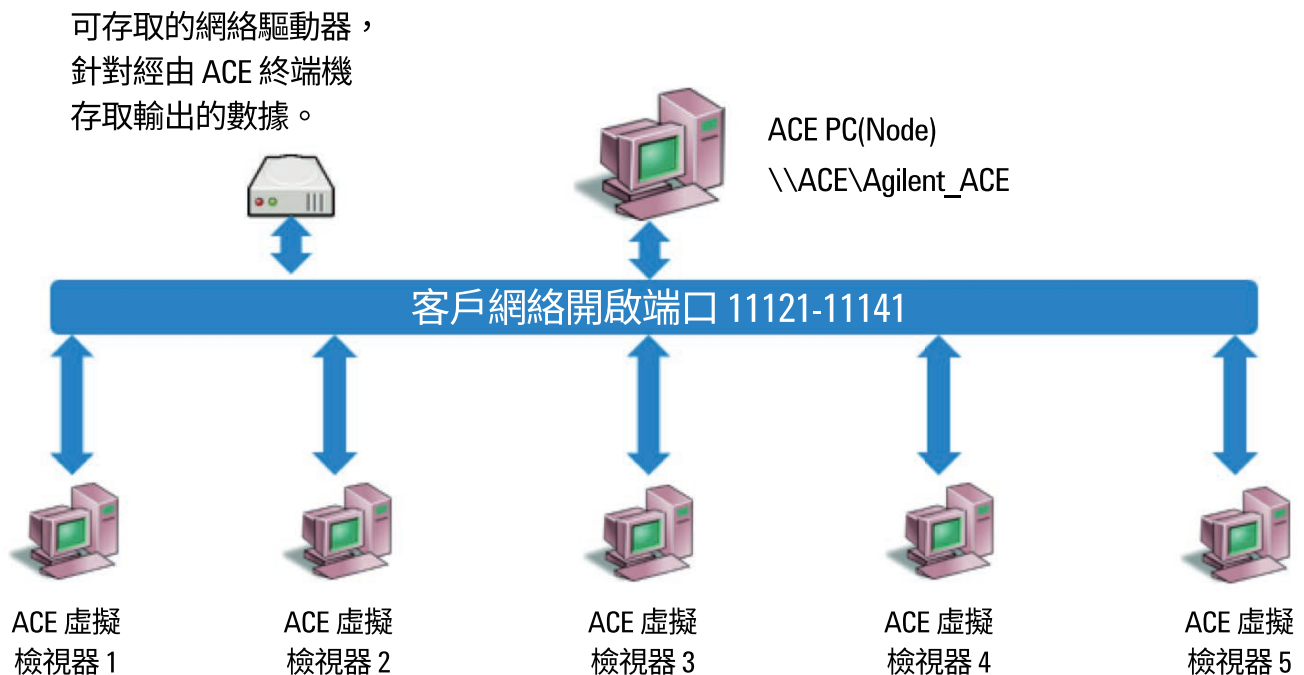 可存取的網絡驅動器，
針對經由 ACE 終端機
存取輸出的數據。
ACE PC(Node)
\\ACE\Agilent_ACE
客戶網絡開啟端口 11121-11141
ACE 虛擬
檢視器 1
ACE 虛擬
檢視器 2
ACE 虛擬
檢視器 3
ACE 虛擬
檢視器 4
ACE 虛擬
檢視器 5